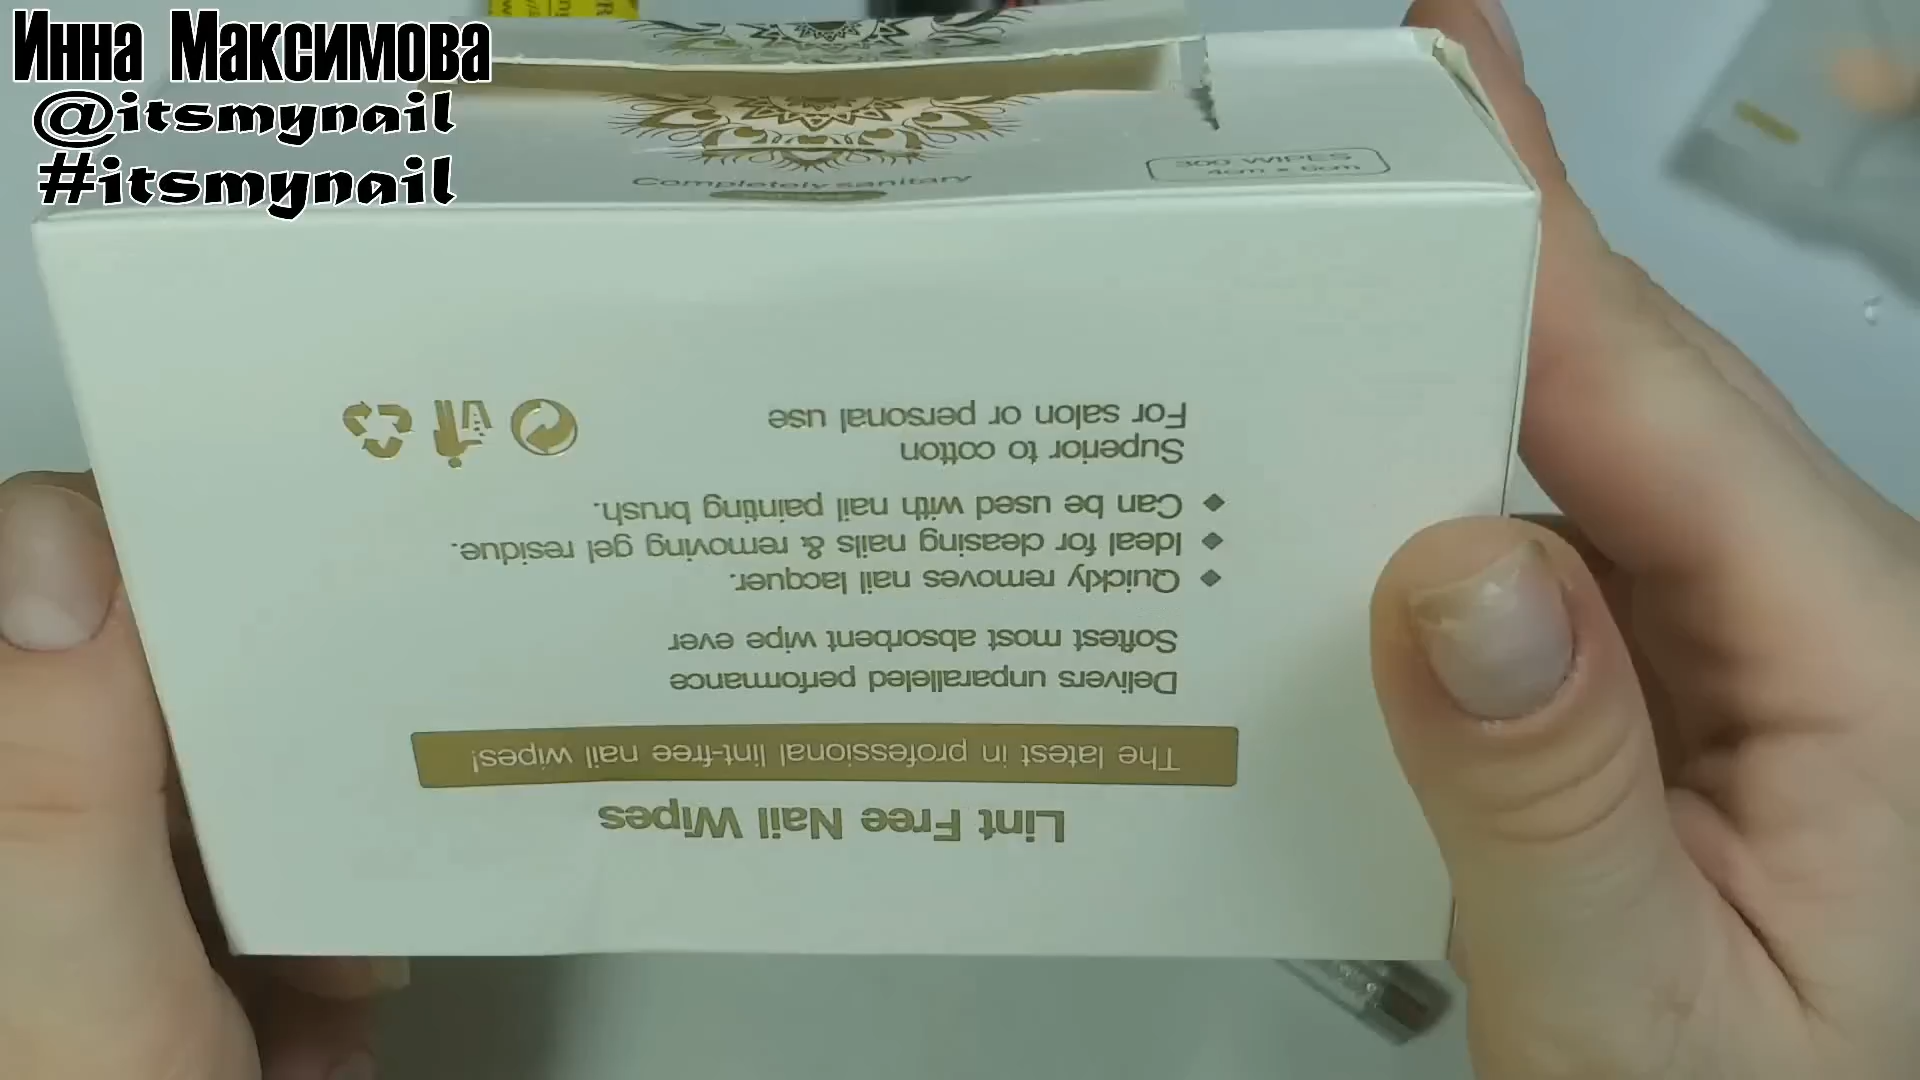 Инна Максимова
@itsmynail
#itsmynail
Completely sanitary
300 WIPES
4cm x 6cm
Lint Free Nail Wipes
The latest in professional lint-free nail wipes!
Delivers unparalleled performance
Softest most absorbent wipe ever
◆ Quickly removes nail lacquer.
◆ Ideal for cleasing nails & removing gel residue.
◆ Can be used with nail painting brush.
Superior to cotton
For salon or personal use